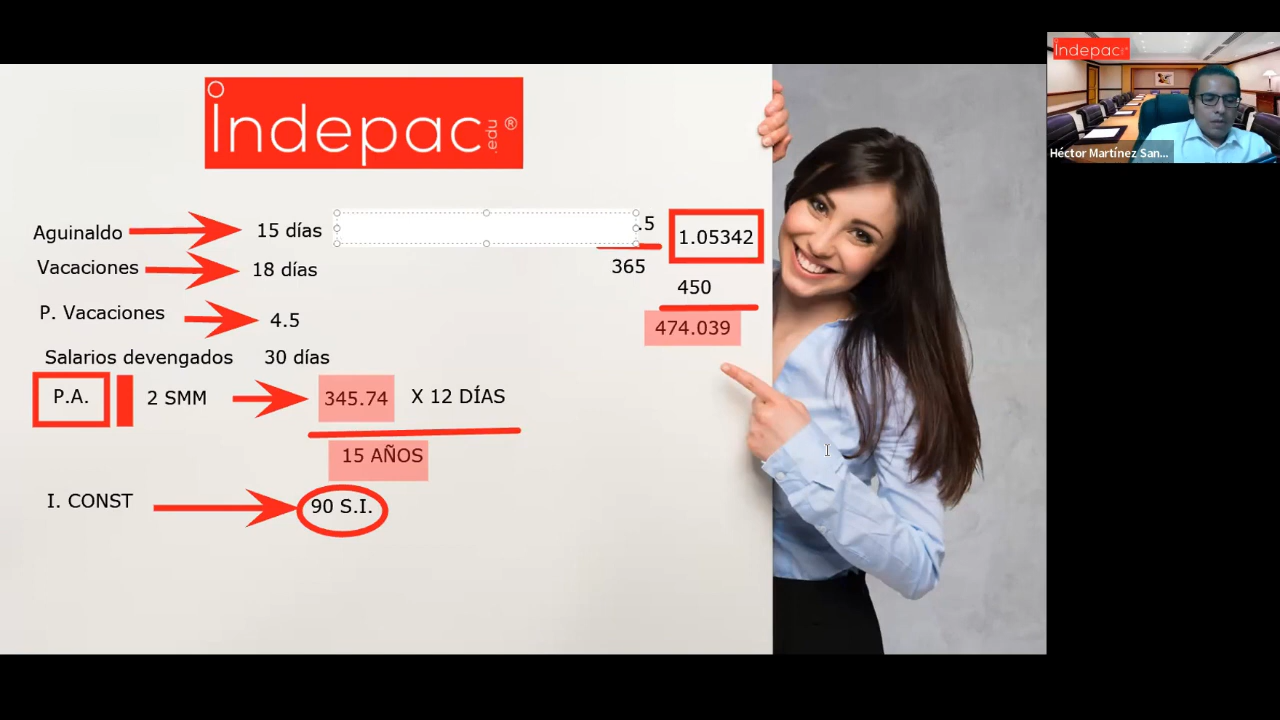 Indepac.edu®
Indepac
Héctor Martínez San...
Aguinaldo 15 días .5 1.05342
Vacaciones 18 días 365
450
P. Vacaciones 4.5 474.039
Salarios devengados 30 días
P.A. 2 SMM 345.74 X 12 DÍAS
15 AÑOS
I. CONST 90 S.I.